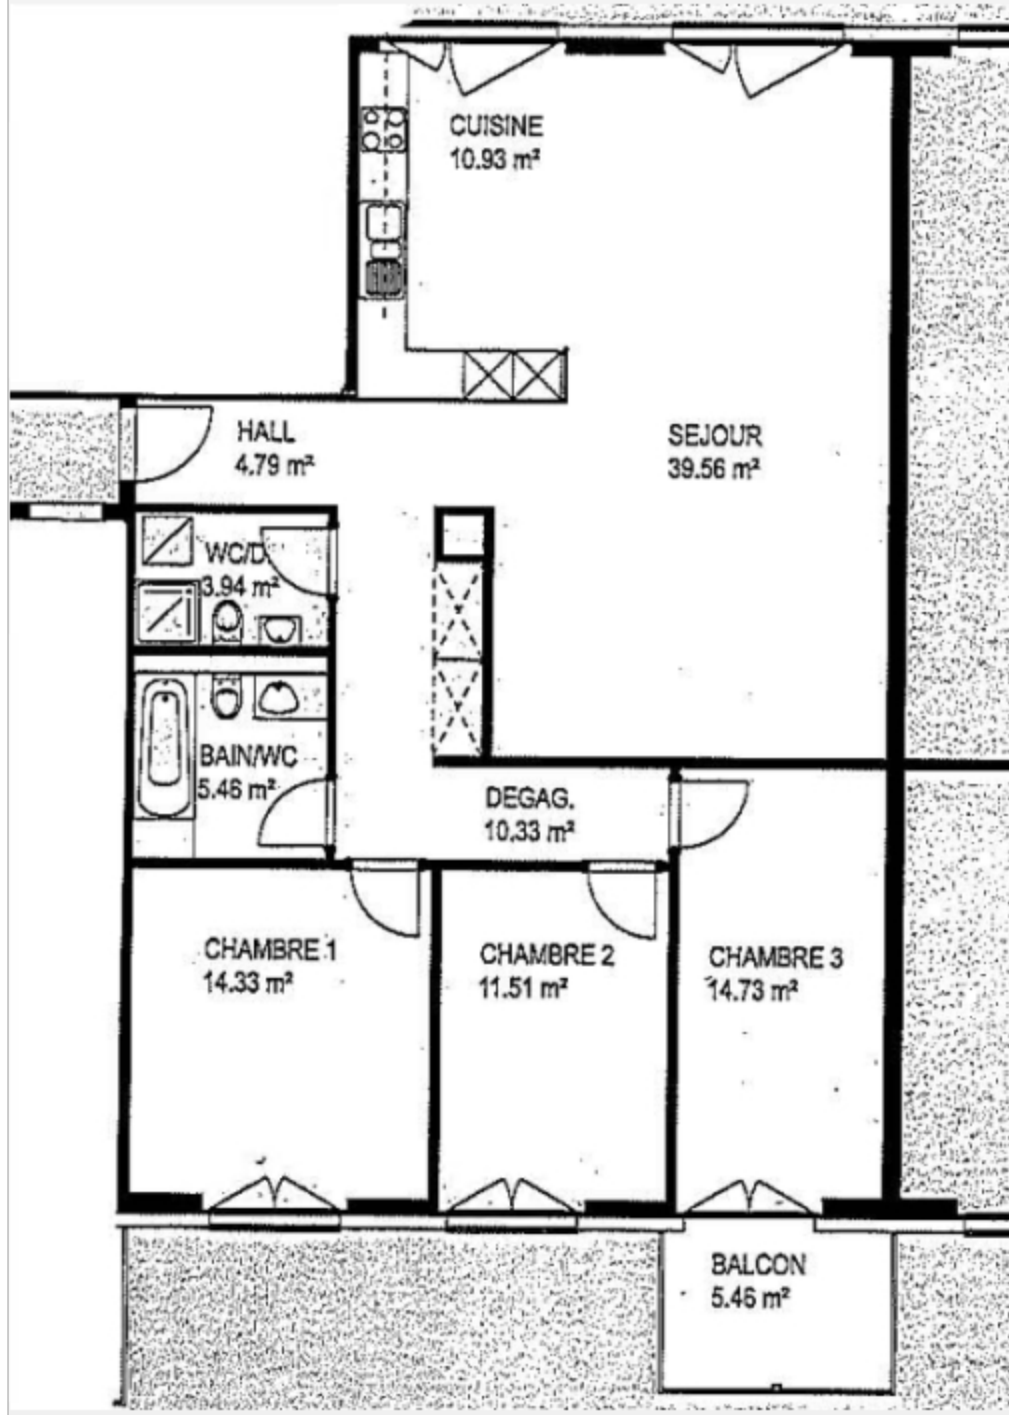 CUISINE
10.93 m²
HALL
4.79 m²
SEJOUR
39.56 m²
WC/D.
3.94 m²
BAIN/WC
5.46 m²
DEGAG.
10.33 m²
CHAMBRE 1
14.33 m²
CHAMBRE 2
11.51 m²
CHAMBRE 3
14.73 m²
BALCON
5.46 m²